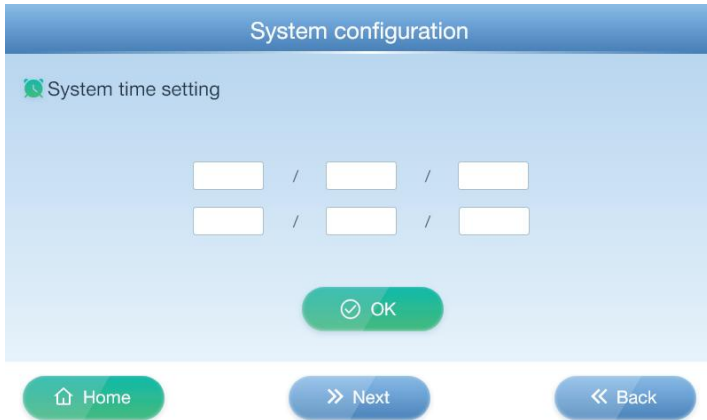 System configuration
System time setting
/ /
/ /
OK
Home Next Back